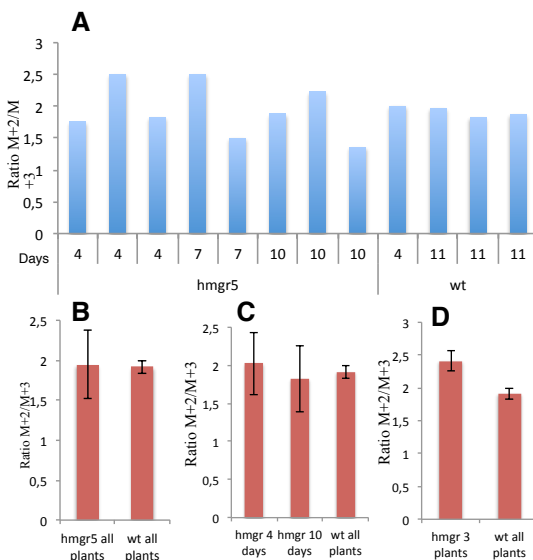 A
Ratio M+2/M
+3
3
2,5
2
1,5
1
0,5
0
Days 4 4 4 7 7 10 10 10 4 11 11 11
hmgr5 wt
B
Ratio M+2/M+3
2,5
2
1,5
1
0,5
0
hmgr5 all
plants
wt all
plants
C
Ratio M+2/M+3
2,5
2
1,5
1
0,5
0
hmgr 4
days
hmgr 10
days
wt all
plants
D
Ratio M+2/M+3
3
2,5
2
1,5
1
0,5
0
hmgr 3
plants
wt all
plants